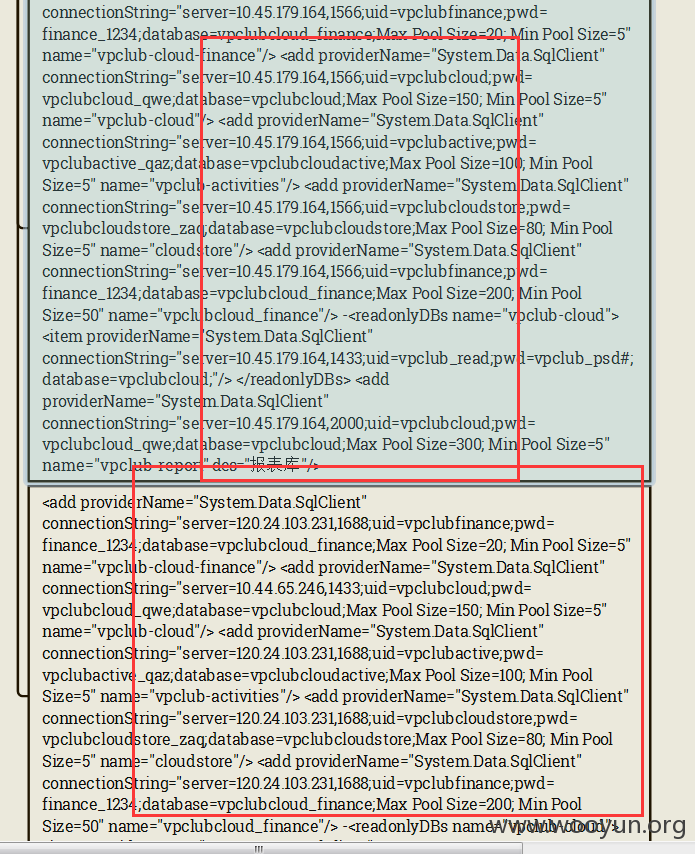 connectionString="server=10.45.179.164,1566;uid=vpclubfinance;pwd=
finance_1234;database=vpclubcloud_finance;Max Pool Size=20; Min Pool Size=5"
name="vpclub-cloud-finance"/> <add providerName="System.Data.SqlClient"
connectionString="server=10.45.179.164,1566;uid=vpclubcloud;pwd=
vpclubcloud_qwe;database=vpclubcloud;Max Pool Size=150; Min Pool Size=5"
name="vpclub-cloud"/> <add providerName="System.Data.SqlClient"
connectionString="server=10.45.179.164,1566;uid=vpclubactive;pwd=
vpclubactive_qaz;database=vpclubcloudactive;Max Pool Size=100; Min Pool
Size=5" name="vpclub-activities"/> <add providerName="System.Data.SqlClient"
connectionString="server=10.45.179.164,1566;uid=vpclubcloudstore;pwd=
vpclubcloudstore_zaq;database=vpclubcloudstore;Max Pool Size=80; Min Pool
Size=5" name="cloudstore"/> <add providerName="System.Data.SqlClient"
connectionString="server=10.45.179.164,1566;uid=vpclubfinance;pwd=
finance_1234;database=vpclubcloud_finance;Max Pool Size=200; Min Pool
Size=50" name="vpclubcloud_finance"/> -<readonlyDBs name="vpclub-cloud">
<item providerName="System.Data.SqlClient"
connectionString="server=10.45.179.164,1433;uid=vpclub_read;pwd=vpclub_psd#;
database=vpclubcloud;"/> </readonlyDBs> <add
providerName="System.Data.SqlClient"
connectionString="server=10.45.179.164,2000;uid=vpclubcloud;pwd=
vpclubcloud_qwe;database=vpclubcloud;Max Pool Size=300; Min Pool Size=5"
name="vpclub-report" des="报表库"/>
<add providerName="System.Data.SqlClient"
connectionString="server=120.24.103.231,1688;uid=vpclubfinance;pwd=
finance_1234;database=vpclubcloud_finance;Max Pool Size=20; Min Pool Size=5"
name="vpclub-cloud-finance"/> <add providerName="System.Data.SqlClient"
connectionString="server=10.44.65.246,1433;uid=vpclubcloud;pwd=
vpclubcloud_qwe;database=vpclubcloud;Max Pool Size=150; Min Pool Size=5"
name="vpclub-cloud"/> <add providerName="System.Data.SqlClient"
connectionString="server=120.24.103.231,1688;uid=vpclubactive;pwd=
vpclubactive_qaz;database=vpclubcloudactive;Max Pool Size=100; Min Pool
Size=5" name="vpclub-activities"/> <add providerName="System.Data.SqlClient"
connectionString="server=120.24.103.231,1688;uid=vpclubcloudstore;pwd=
vpclubcloudstore_zaq;database=vpclubcloudstore;Max Pool Size=80; Min Pool
Size=5" name="cloudstore"/> <add providerName="System.Data.SqlClient"
connectionString="server=120.24.103.231,1688;uid=vpclubfinance;pwd=
finance_1234;database=vpclubcloud_finance;Max Pool Size=200; Min Pool
Size=50" name="vpclubcloud_finance"/> -<readonlyDBs name="vpclub-cloud">
www.wooyun.org